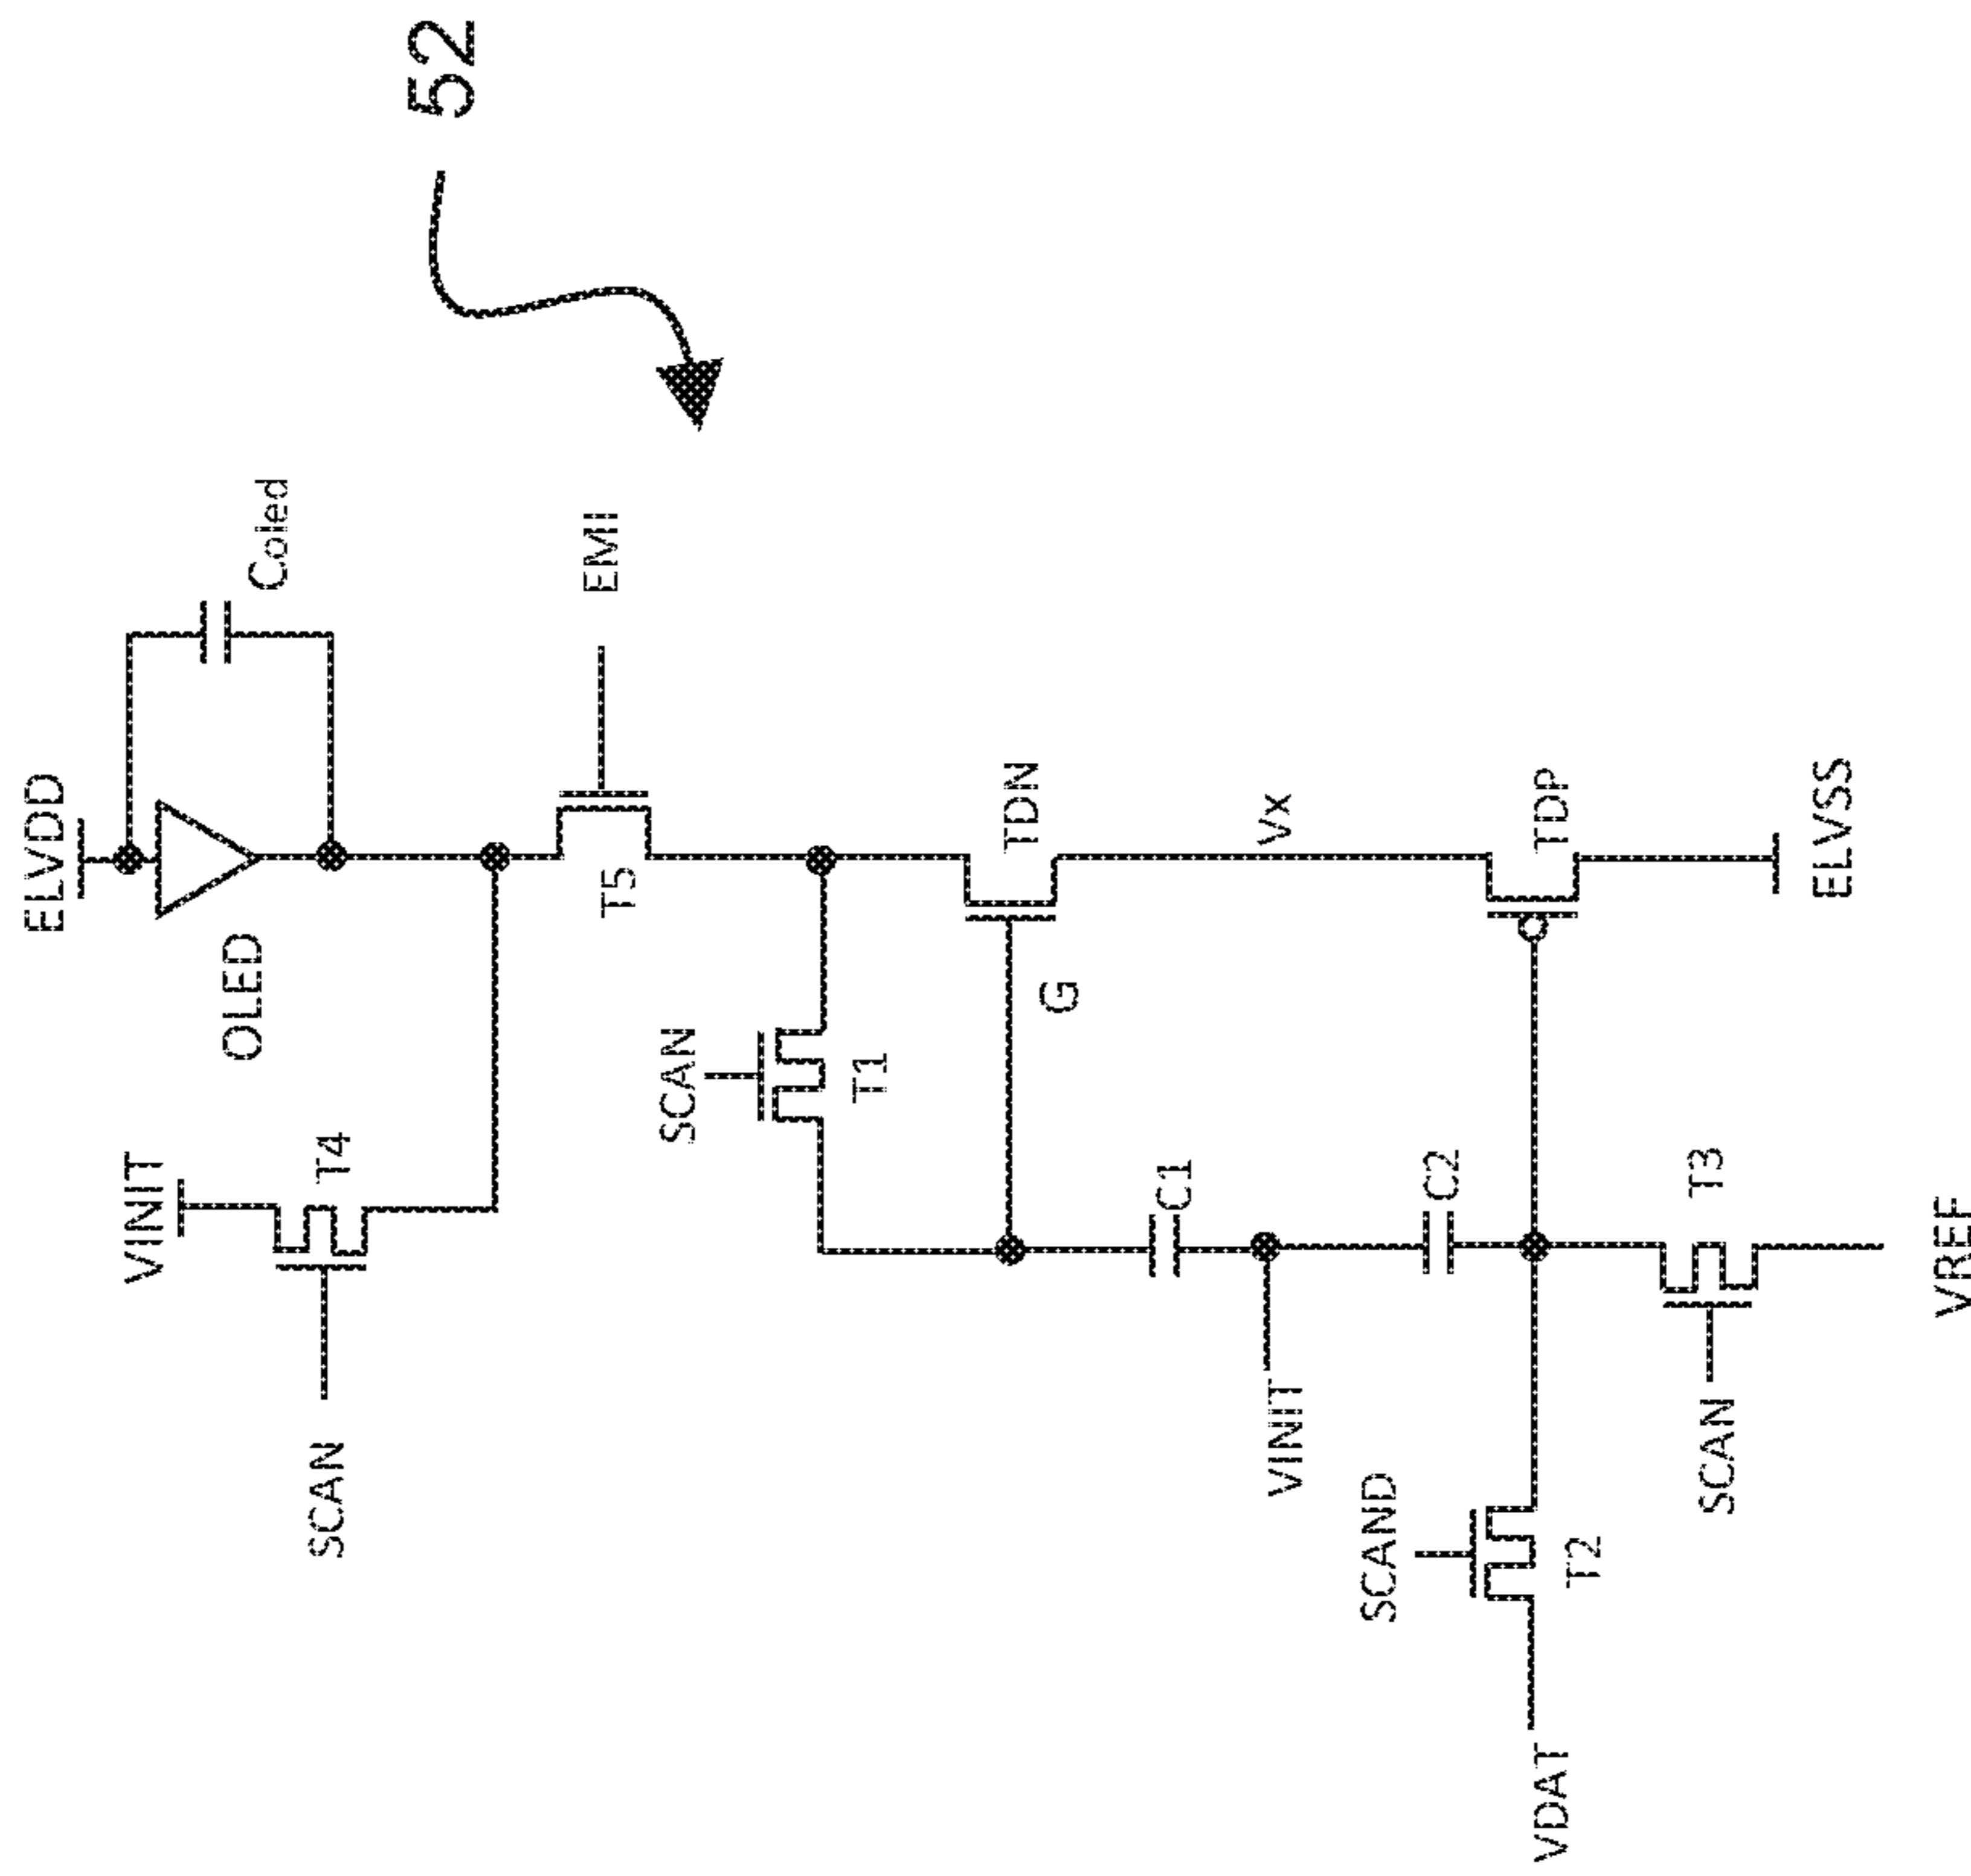 52
ELVDD
Coled
OLED
VINIT
T4
SCAN
EMI
T5
SCAN
T1
TDN
G
Vx
C1
VINIT
C2
TDP
SCAND
T2
VDAT
T3
SCAN
ELVSS
VREF